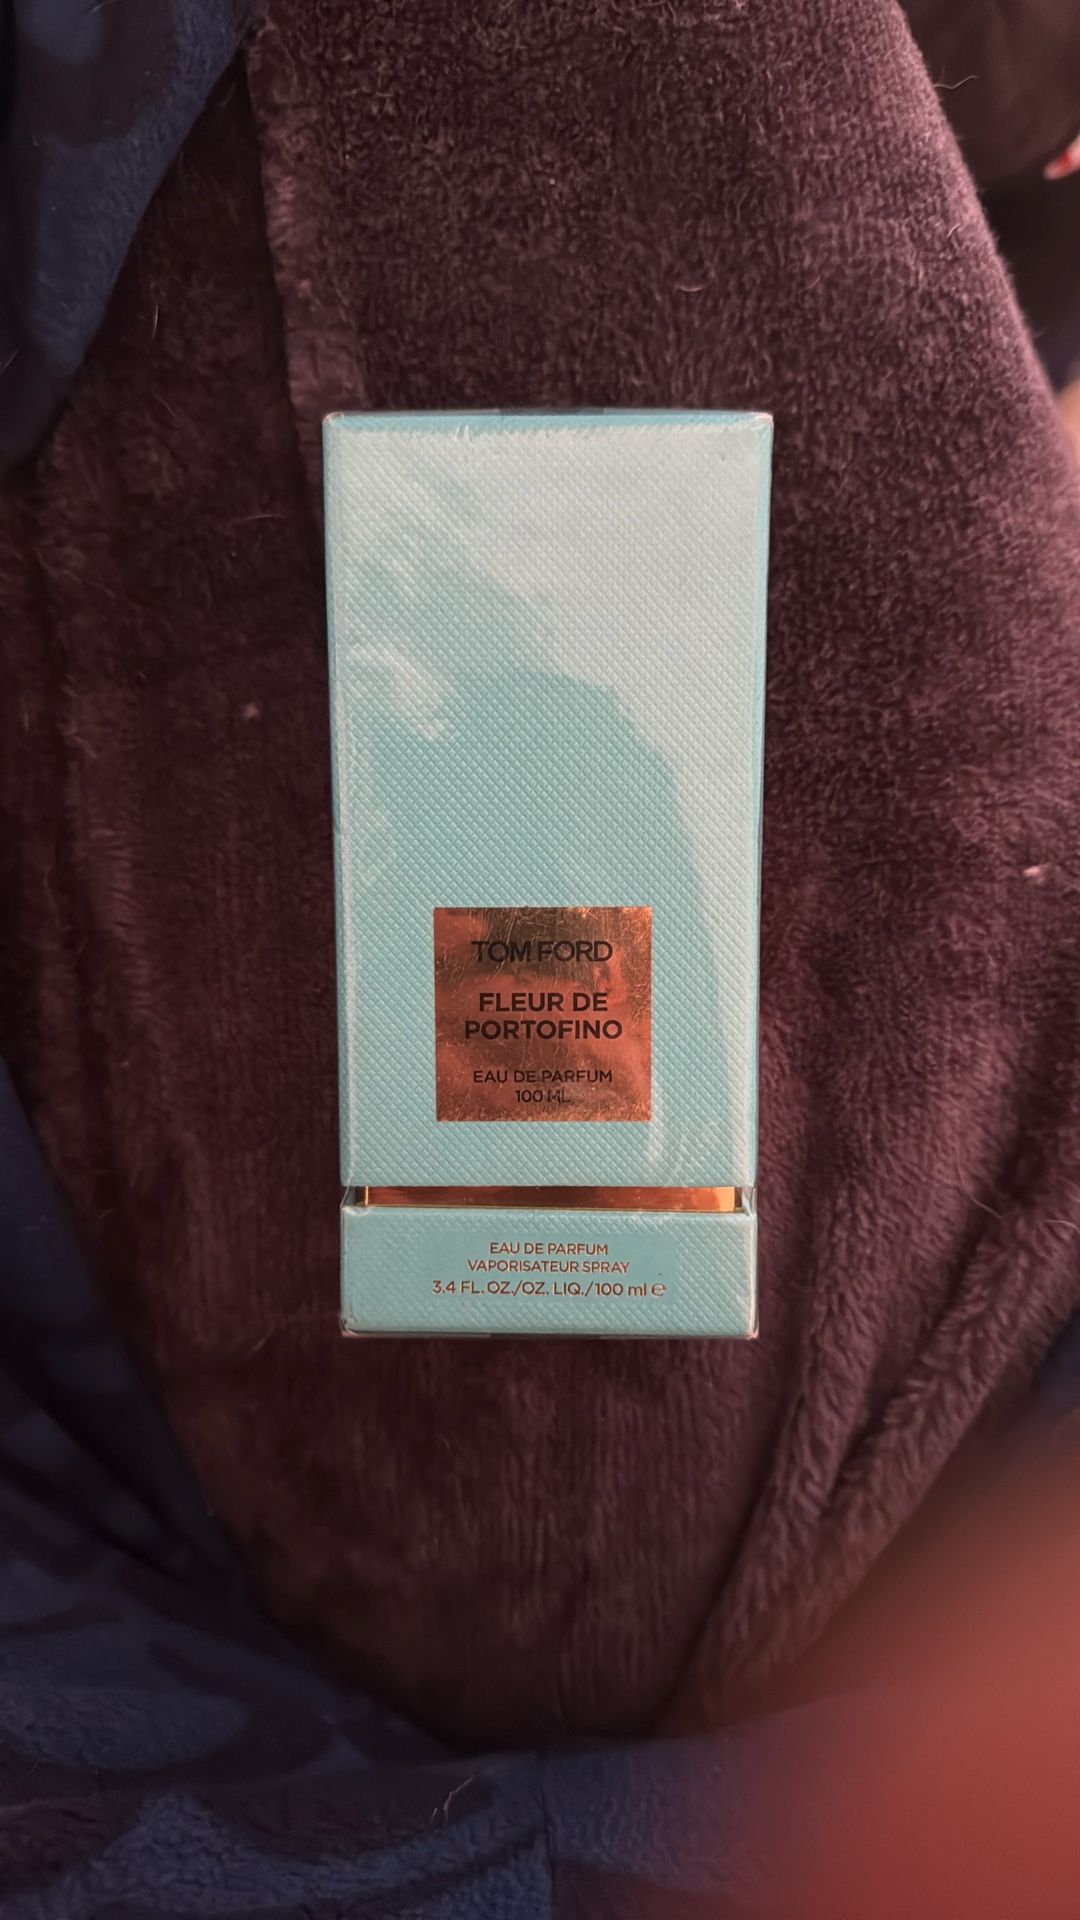 TOM FORD
FLEUR DE
PORTOFINO
EAU DE PARFUM
100 ML
EAU DE PARFUM
VAPORISATEUR SPRAY
3.4 FL.OZ./OZ. LIQ./100 ml ℮